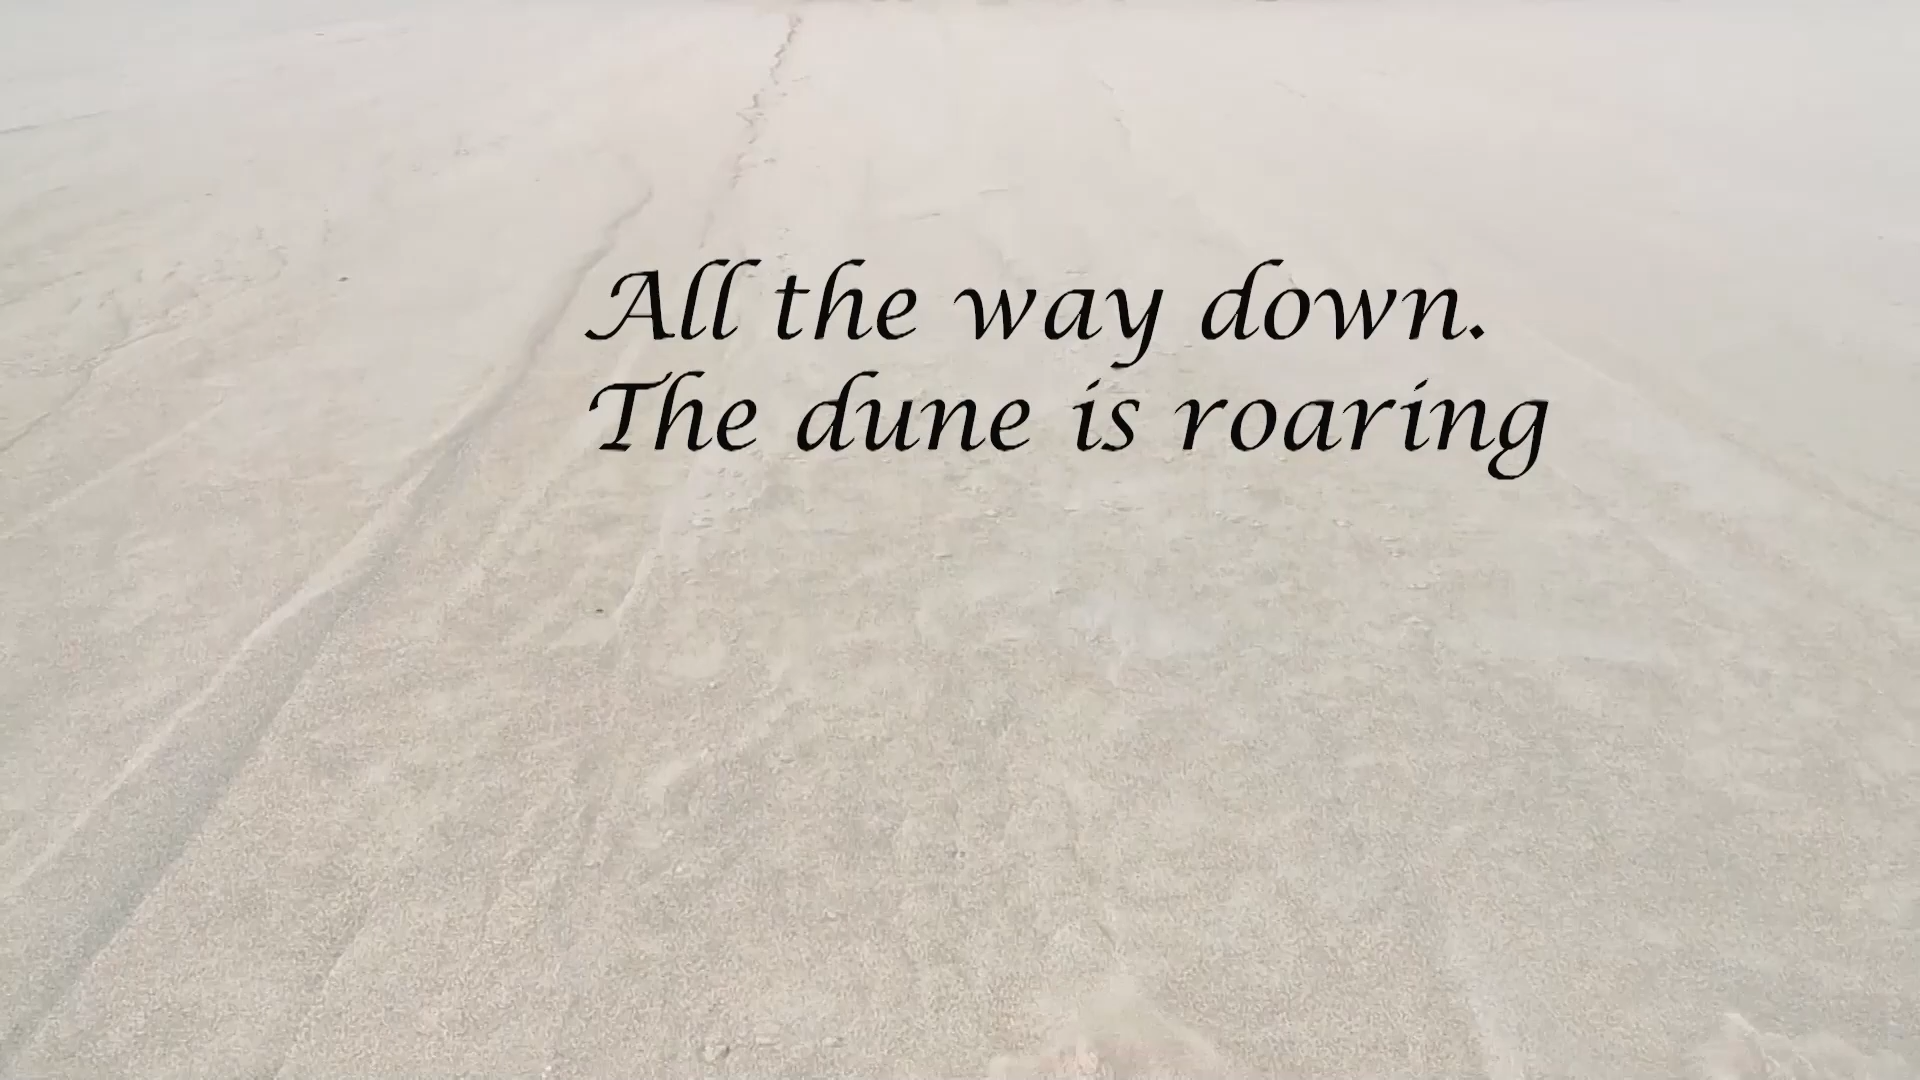 All the way down.
The dune is roaring